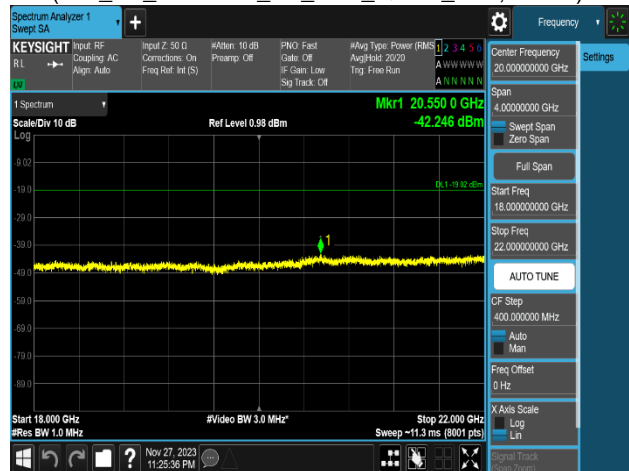 Spectrum Analyzer 1
Swept SA
Frequency
KEYSIGHT
RL
Input: RF
Coupling: AC
Align: Auto
Input Z: 50 Ω
Corrections: On
Freq Ref: Int (S)
#Atten: 10 dB
Preamp: Off
PNO: Fast
Gate: Off
IF Gain: Low
Sig Track: Off
#Avg Type: Power (RMS
Avg|Hold: 20/20
Trig: Free Run
1 2 3 4 5 6
A W W W W W
A N N N N N
1 Spectrum
Scale/Div 10 dB
Log
Ref Level 0.98 dBm
Mkr1 20.550 0 GHz
-42.246 dBm
-9.02
-19.0
-29.0
-39.0
-49.0
-59.0
-69.0
-79.0
-89.0
DL1 -19.02 dBm
1
Start 18.000 GHz
#Res BW 1.0 MHz
#Video BW 3.0 MHz*
Stop 22.000 GHz
Sweep ~11.3 ms (8001 pts)
Nov 27, 2023
11:25:36 PM
Center Frequency
20.000000000 GHz
Settings
Span
4.00000000 GHz
Swept Span
Zero Span
Full Span
Start Freq
18.000000000 GHz
Stop Freq
22.000000000 GHz
AUTO TUNE
CF Step
400.000000 MHz
Auto
Man
Freq Offset
0 Hz
X Axis Scale
Log
Lin
Signal Track
(Span Zoom)